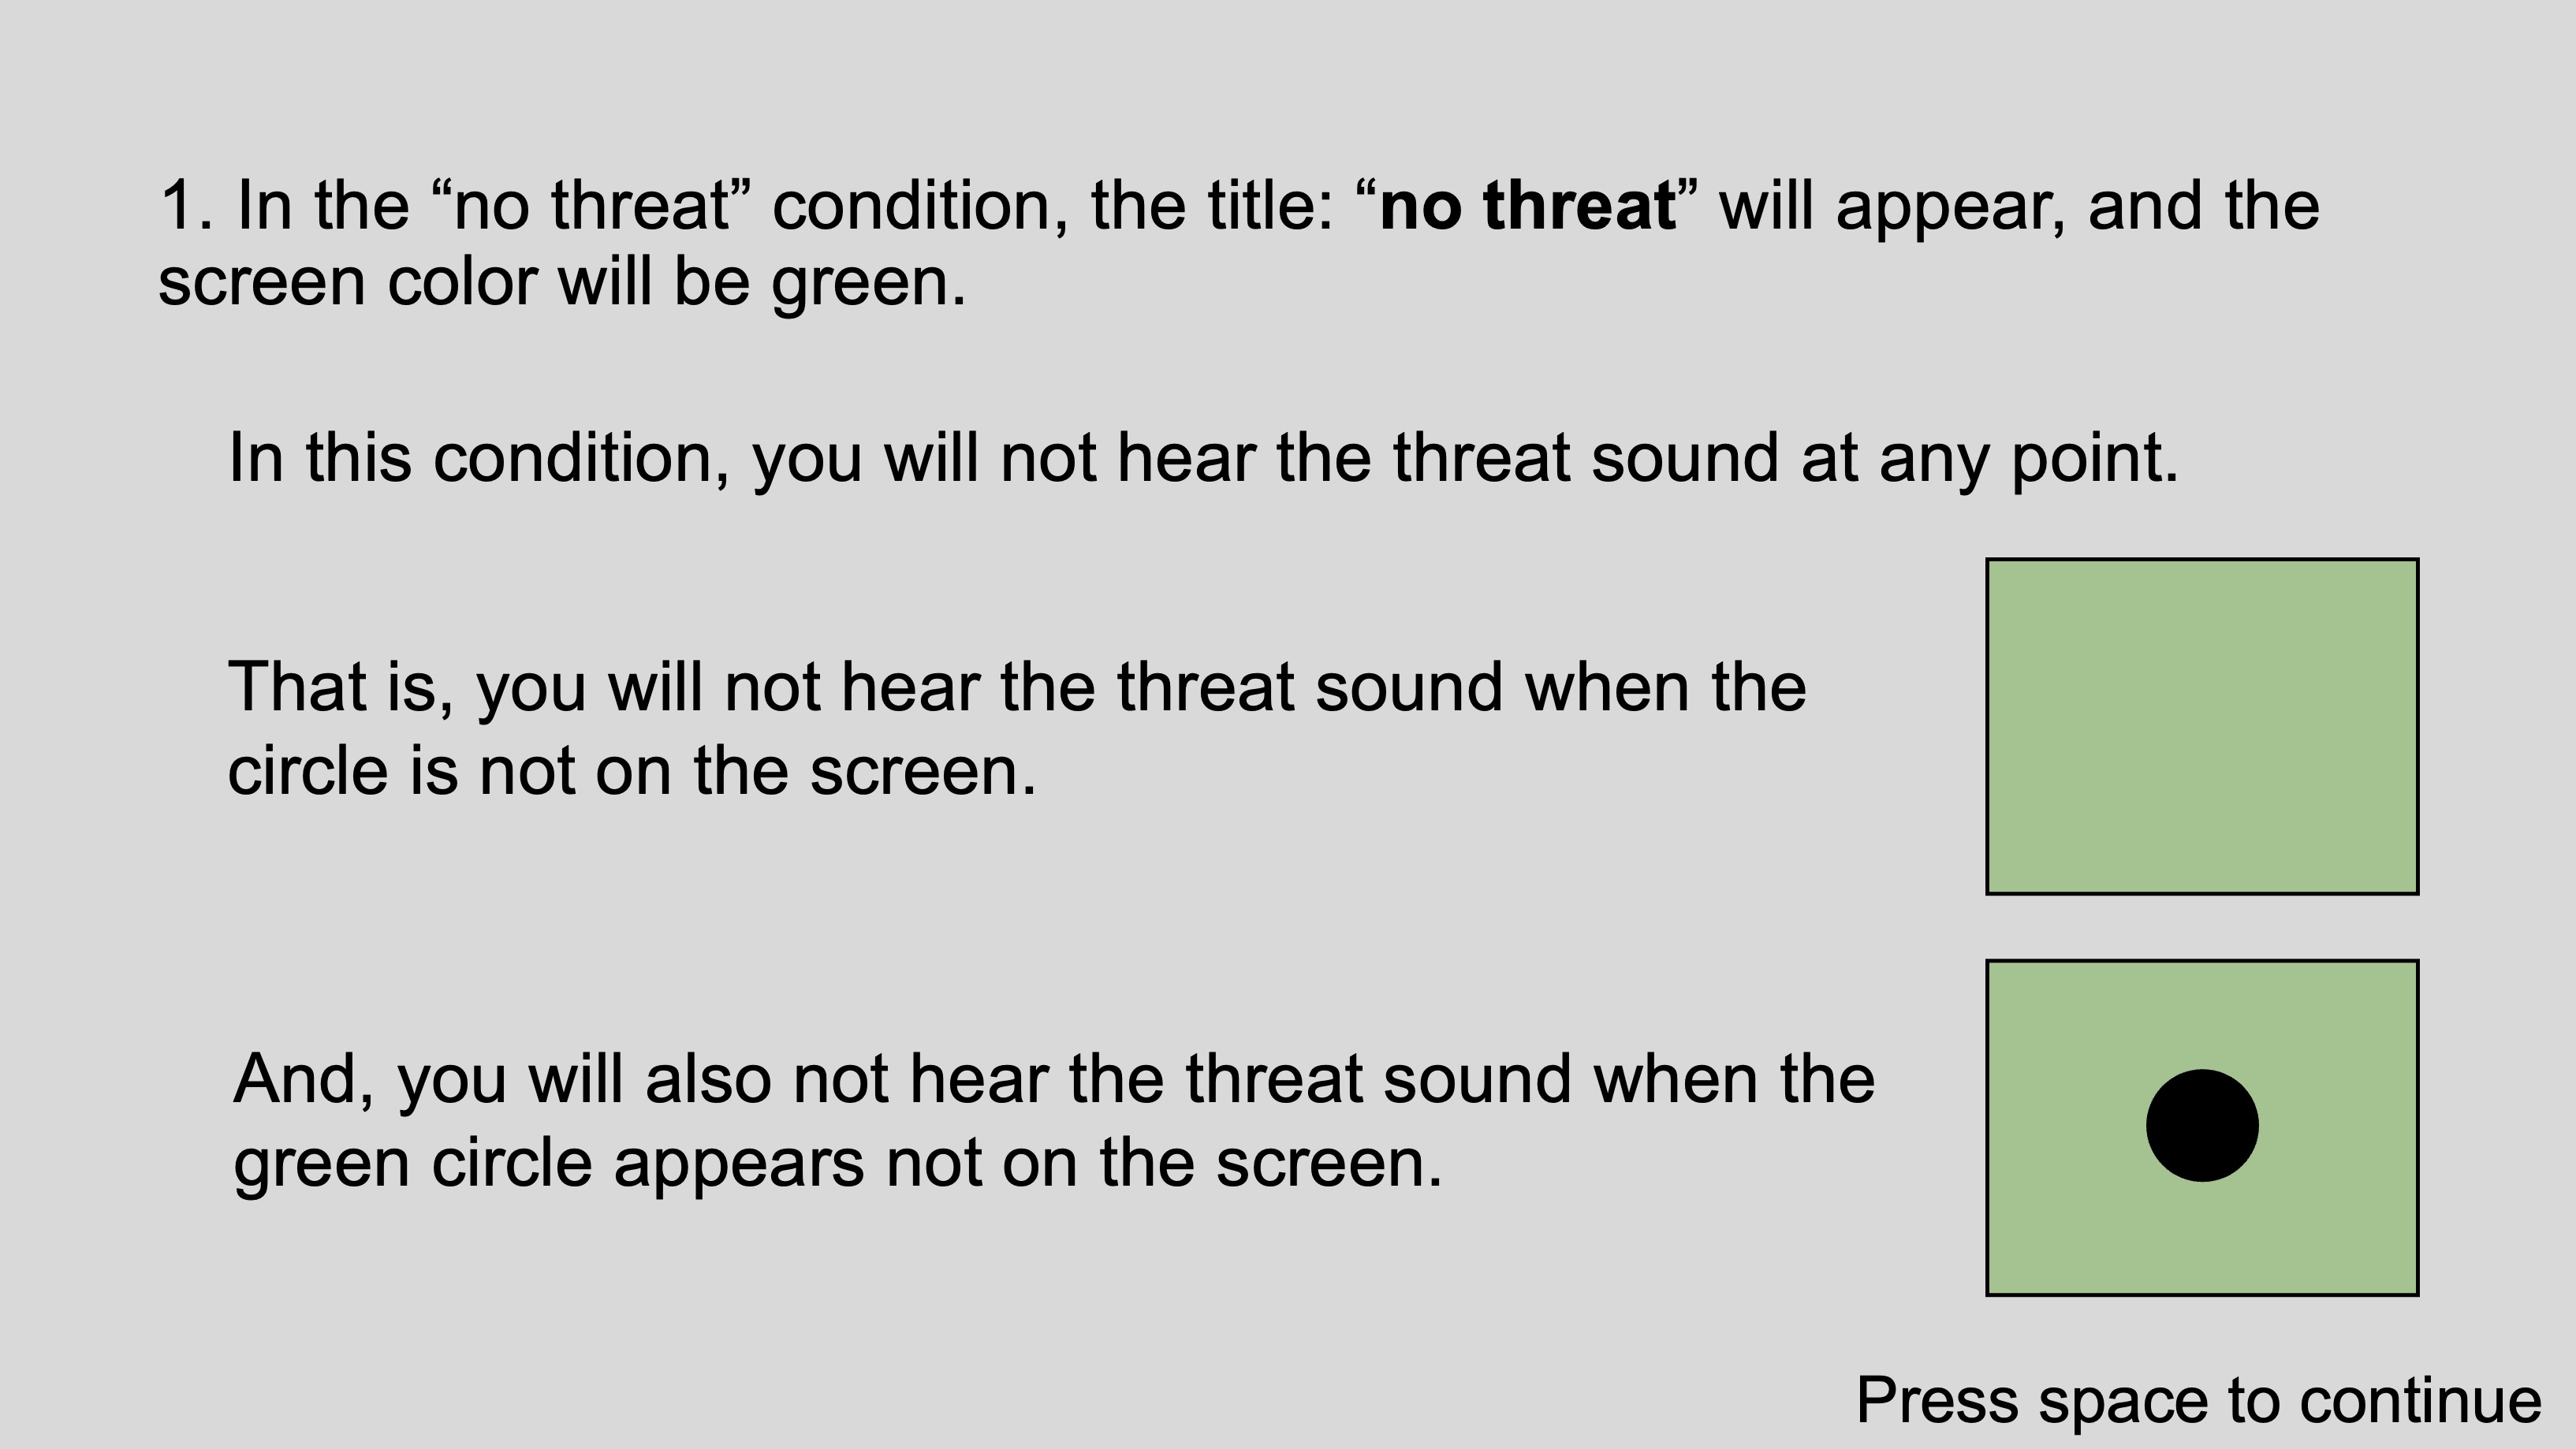 1. In the “no threat” condition, the title: “no threat” will appear, and the
screen color will be green.
In this condition, you will not hear the threat sound at any point.
That is, you will not hear the threat sound when the
circle is not on the screen.
And, you will also not hear the threat sound when the
green circle appears not on the screen.
Press space to continue